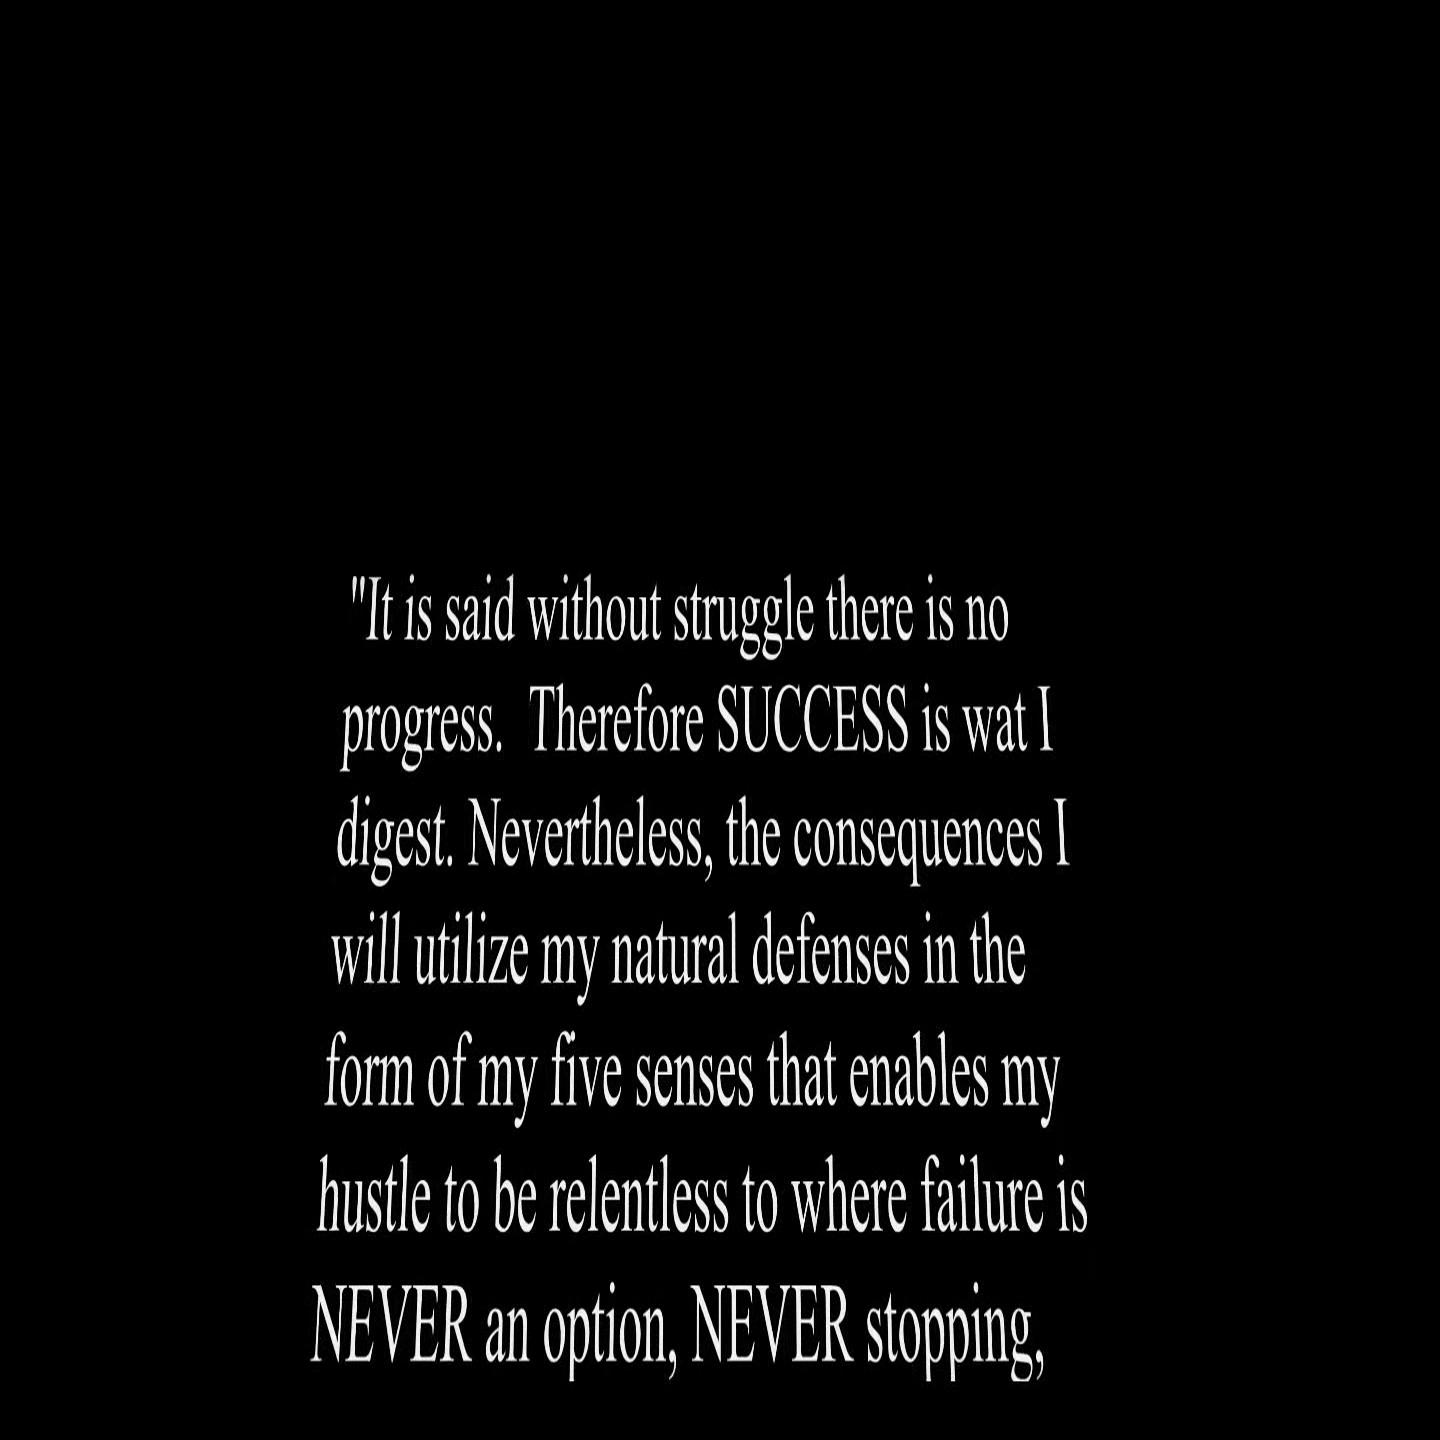 "It is said without struggle there is no
progress.  Therefore SUCCESS is wat I
digest. Nevertheless, the consequences I
will utilize my natural defenses in the
form of my five senses that enables my
hustle to be relentless to where failure is
NEVER an option, NEVER stopping,